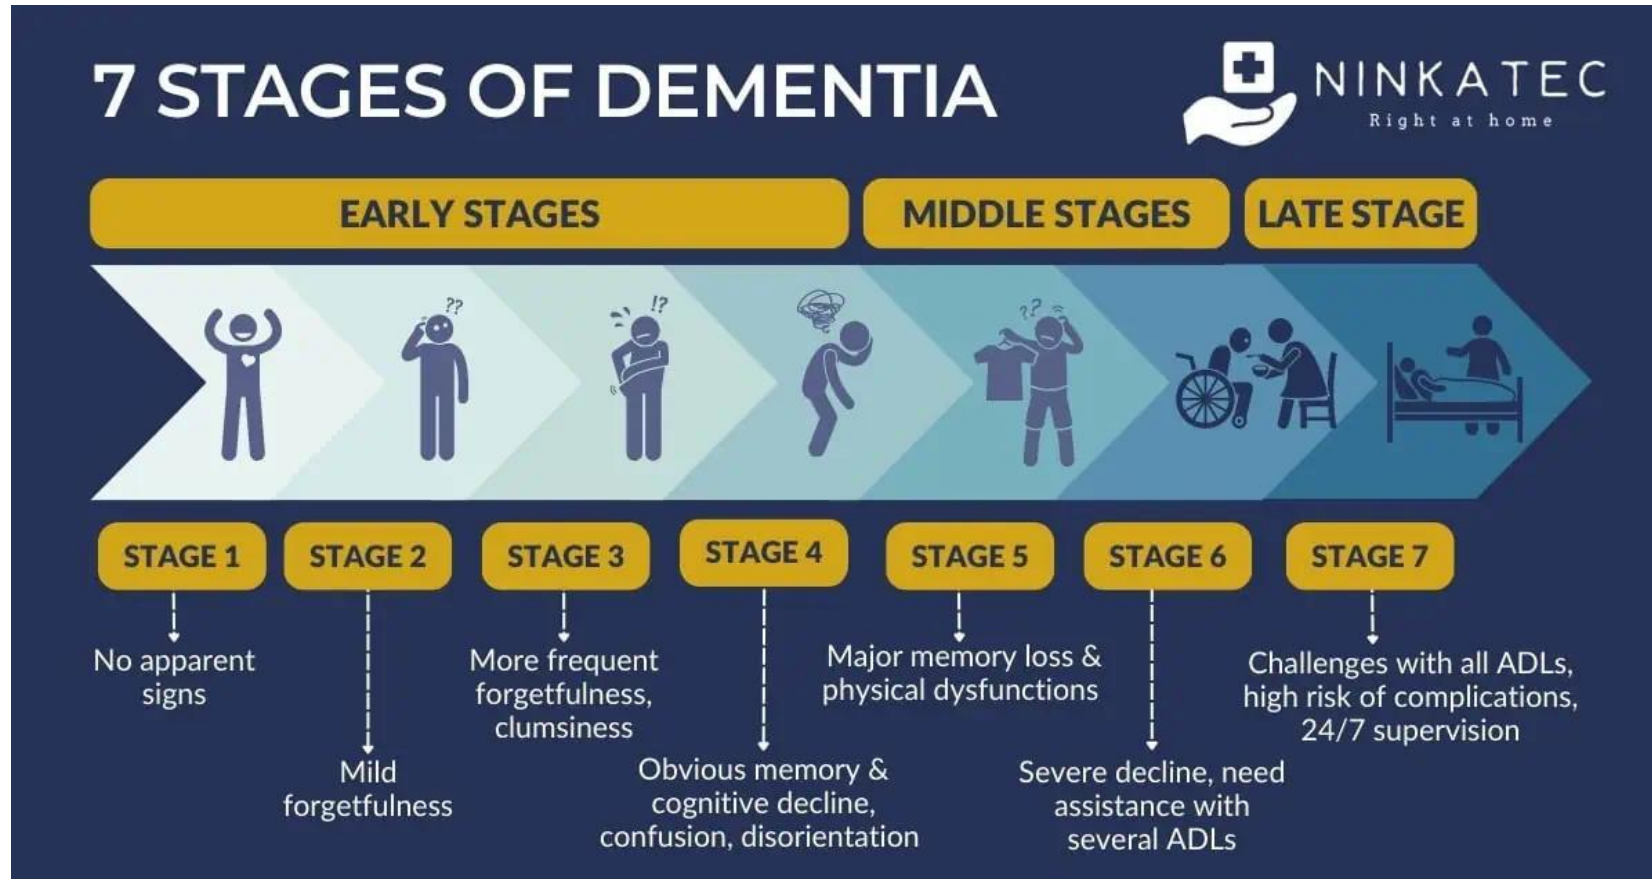 7 STAGES OF DEMENTIA
NINKATEC
Right at home
EARLY STAGES
MIDDLE STAGES
LATE STAGE
??
!?
??
STAGE 1
STAGE 2
STAGE 3
STAGE 4
STAGE 5
STAGE 6
STAGE 7
No apparent
signs
Mild
forgetfulness
More frequent
forgetfulness,
clumsiness
Obvious memory &
cognitive decline,
confusion, disorientation
Major memory loss &
physical dysfunctions
Severe decline, need
assistance with
several ADLs
Challenges with all ADLs,
high risk of complications,
24/7 supervision